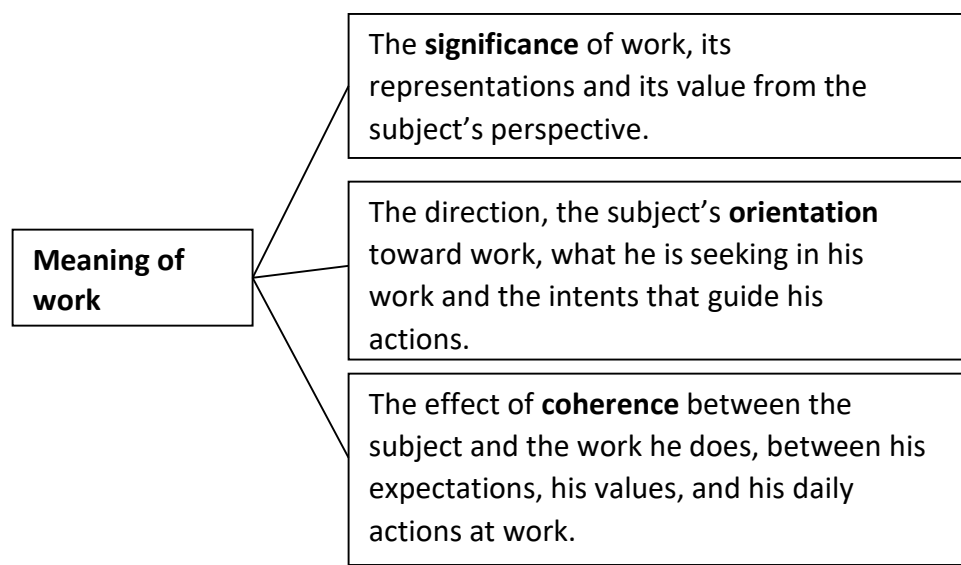 The significance of work, its
representations and its value from the
subject’s perspective.
Meaning of
work
The direction, the subject’s orientation
toward work, what he is seeking in his
work and the intents that guide his
actions.
The effect of coherence between the
subject and the work he does, between his
expectations, his values, and his daily
actions at work.